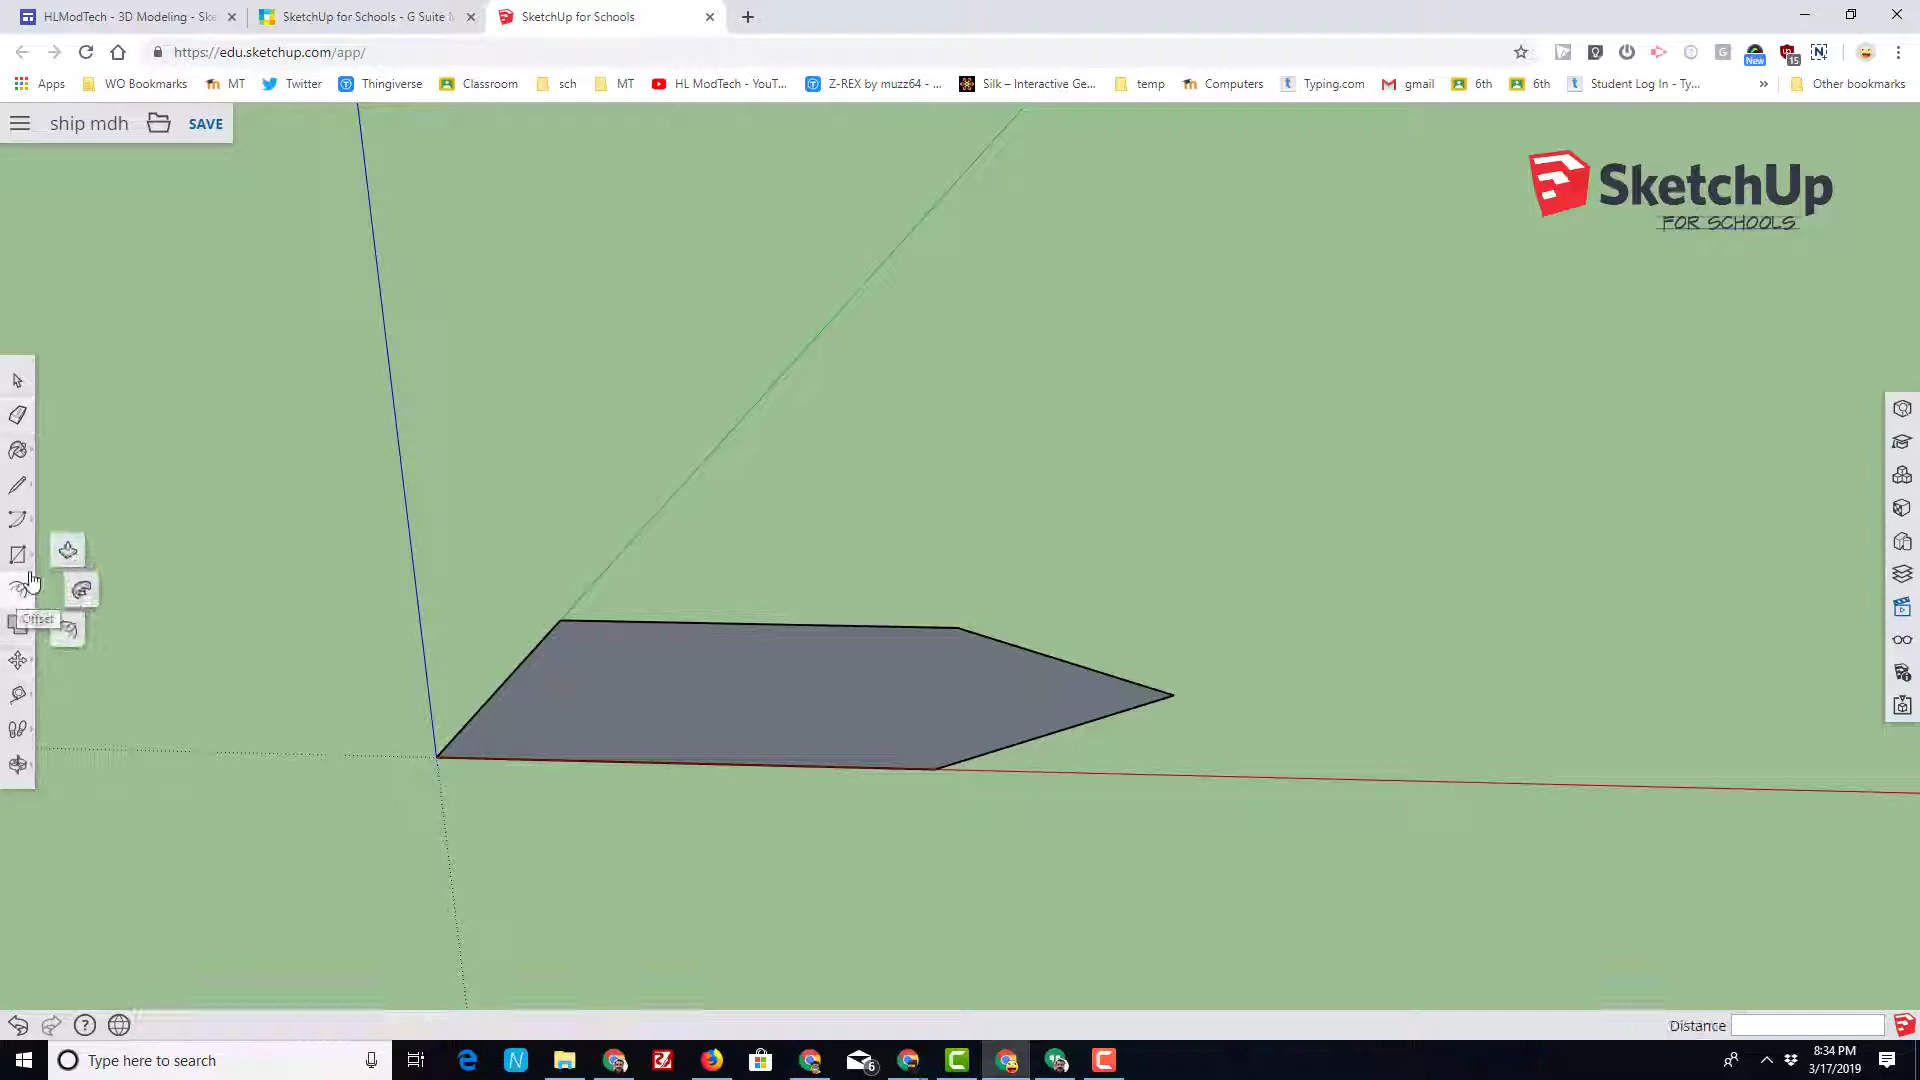 HLModTech - 3D Modeling - Ske
SketchUp for Schools - G Suite M
SketchUp for Schools
https://edu.sketchup.com/app/
Apps
WO Bookmarks
MT
Twitter
Thingiverse
Classroom
sch
MT
HL ModTech - YouT...
Z-REX by muzz64 - ...
Silk – Interactive Ge...
temp
Computers
Typing.com
gmail
6th
6th
Student Log In - Ty...
Other bookmarks
New
15
ship mdh
SAVE
SketchUp
FOR SCHOOLS
Offset
Distance
Type here to search
6
8:34 PM
3/17/2019